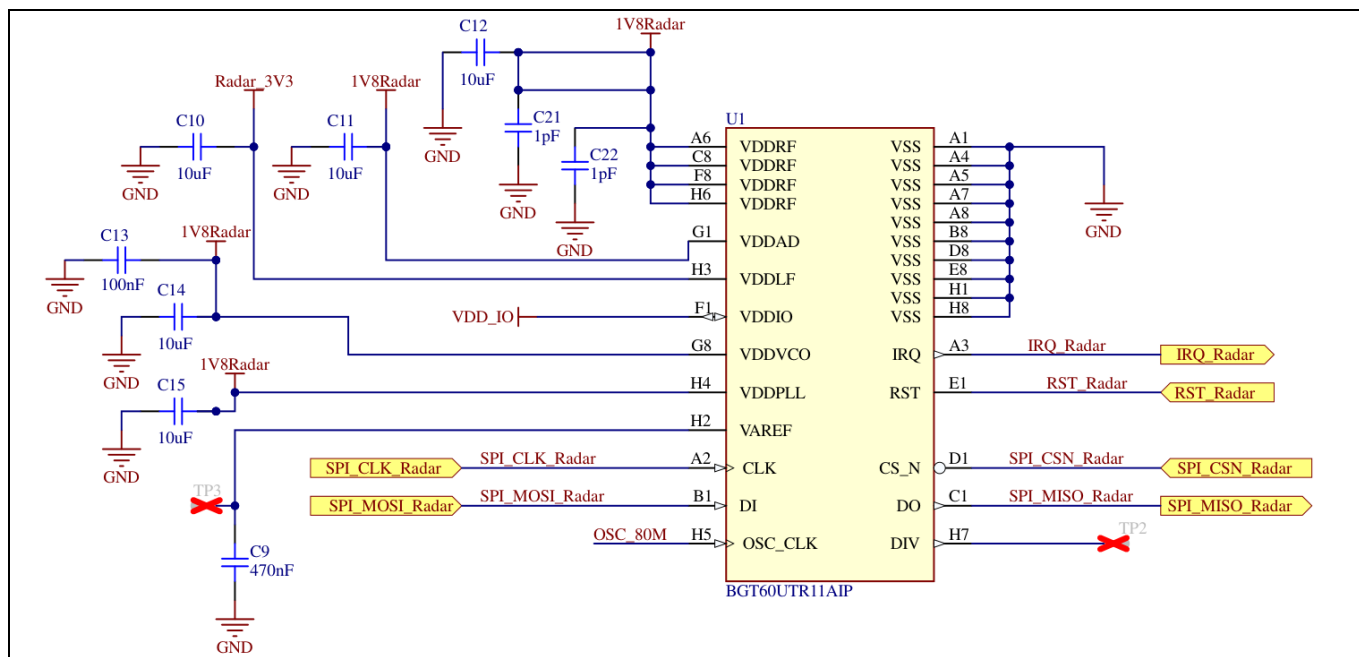 C12
1V8Radar
10uF
Radar_3V3
1V8Radar
C10
10uF
GND
C11
10uF
GND
GND
C21
1pF
GND
C22
1pF
GND
U1
A6 VDDRF VSS A1
C8 VDDRF VSS A4
F8 VDDRF VSS A5
H6 VDDRF VSS A7
VSS A8
G1 VDDAD VSS B8
VSS D8
H3 VDDLF VSS E8
VSS H1
F1 VDDIO VSS H8
GND
1V8Radar
C13
100nF
GND
C14
10uF
GND
VDD_IO
G8 VDDVCO IRQ A3 IRQ_Radar IRQ_Radar
1V8Radar
C15
10uF
GND
H4 VDDPLL RST E1 RST_Radar RST_Radar
H2 VAREF
SPI_CLK_Radar SPI_CLK_Radar A2 CLK CS_N D1 SPI_CSN_Radar SPI_CSN_Radar
TP3
SPI_MOSI_Radar SPI_MOSI_Radar B1 DI DO C1 SPI_MISO_Radar SPI_MISO_Radar
OSC_80M H5 OSC_CLK DIV H7 TP2
C9
470nF
GND
BGT60UTR11AIP